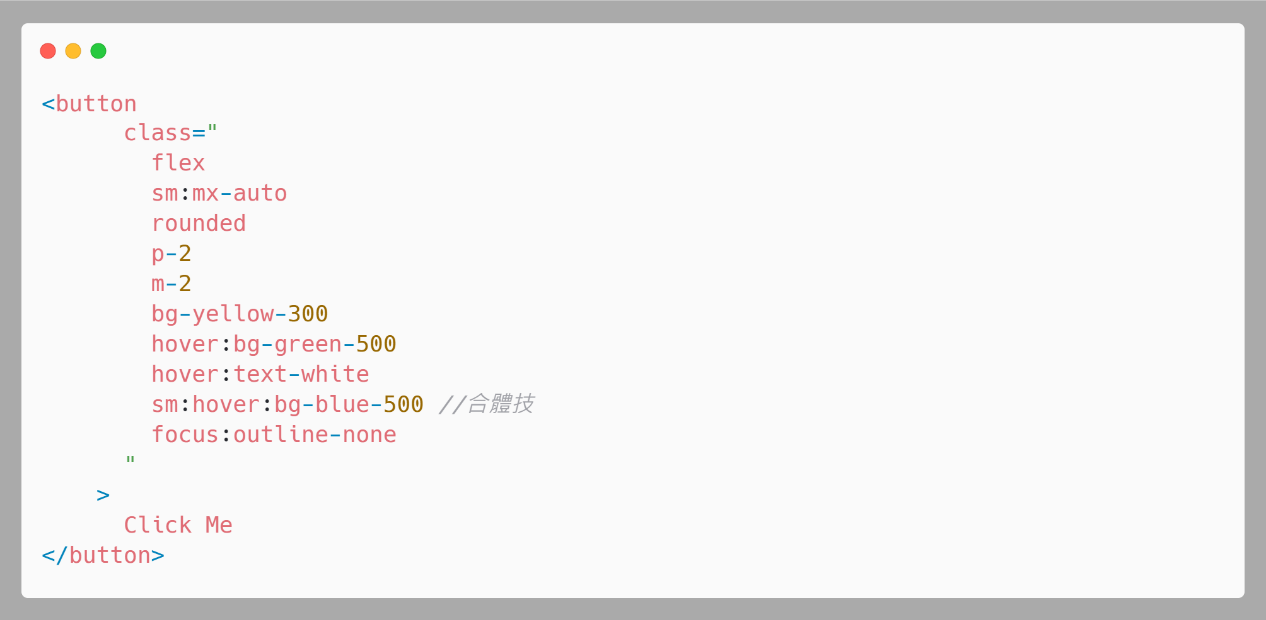 <button
class="
flex
sm:mx-auto
rounded
p-2
m-2
bg-yellow-300
hover:bg-green-500
hover:text-white
sm:hover:bg-blue-500 //合體技
focus:outline-none
"
>
Click Me
</button>